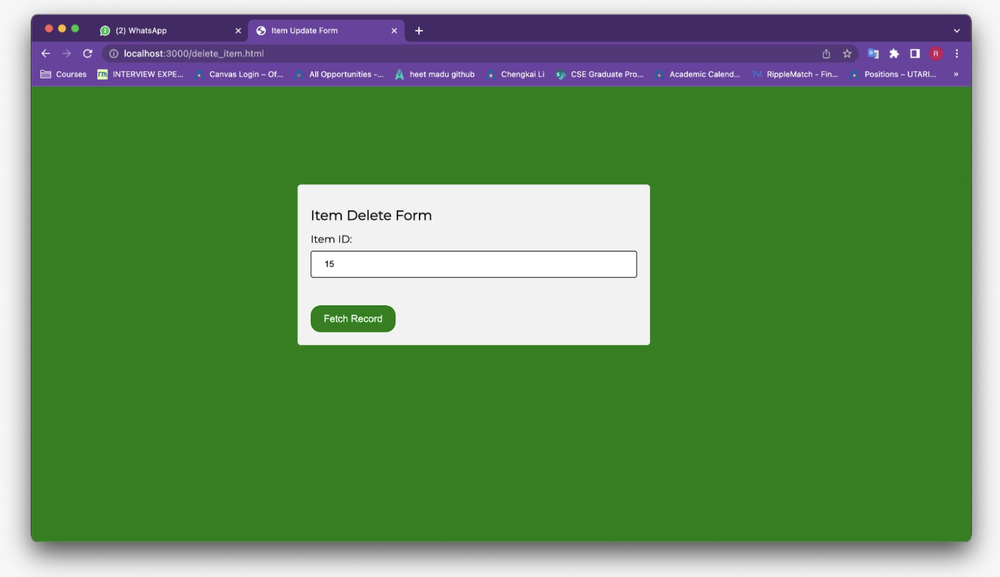 (2) WhatsApp
Item Update Form
localhost:3000/delete_item.html
R
Courses
INTERVIEW EXPE...
Canvas Login – Of...
All Opportunities -...
heet madu github
Chengkai Li
CSE Graduate Pro...
Academic Calend...
RippleMatch - Fin...
Positions – UTARI...
Item Delete Form
Item ID:
15
Fetch Record